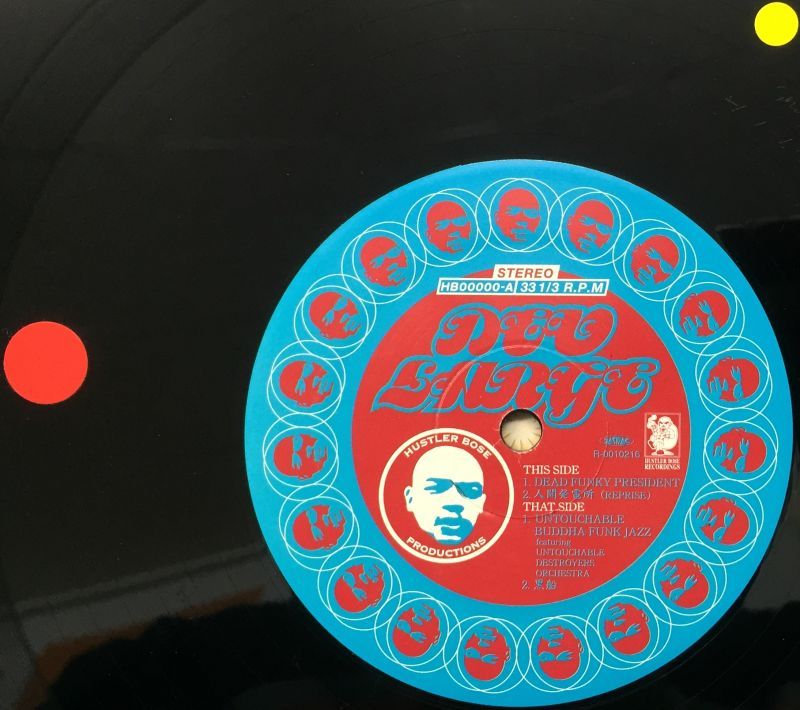 STEREO
HB00000-A 33 1/3 R.P.M
DEV
LARGE
HUSTLER BOSE
PRODUCTIONS
R-0010216
HUSTLER BOSE
RECORDINGS
THIS SIDE
1. DEAD FUNKY PRESIDENT
2. 人間発電所 (REPRISE)
THAT SIDE
1. UNTOUCHABLE
BUDDHA FUNK JAZZ
featuring
UNTOUCHABLE
DESTROYERS
ORCHESTRA
2. 黒船